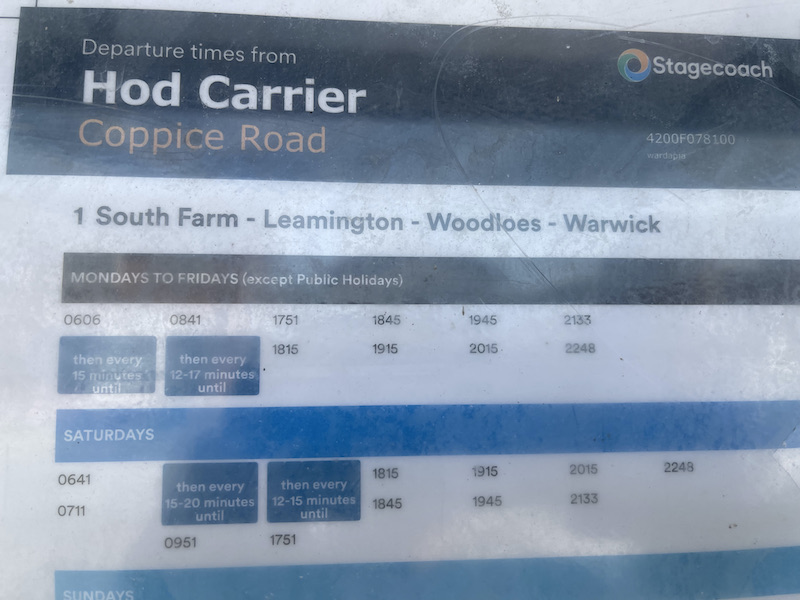 Departure times from
Hod Carrier
Coppice Road
Stagecoach
4200F078100
wardapja
1 South Farm - Leamington - Woodloes - Warwick
MONDAYS TO FRIDAYS (except Public Holidays)
0606 0841 1751 1845 1945 2133
then every 15 minutes until
then every 12-17 minutes until
1815 1915 2015 2248
SATURDAYS
0641
0711
then every 15-20 minutes until
0951
then every 12-15 minutes until
1751
1815 1915 2015 2248
1845 1945 2133
SUNDAYS